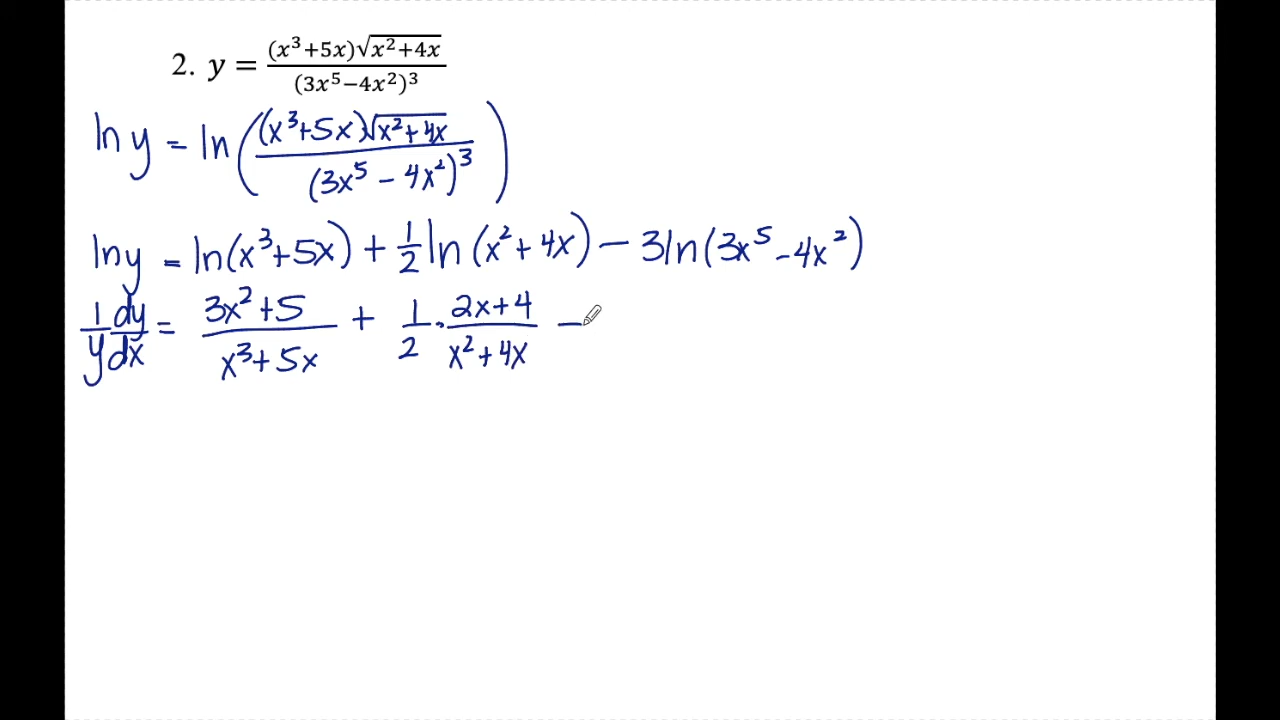 2. y = (x³+5x)√(x²+4x) / (3x⁵−4x²)³
ln y = ln( (x³+5x)√(x²+4x) / (3x⁵ − 4x²)³ )
ln y = ln(x³+5x) + 1/2 ln(x² + 4x) − 3ln(3x⁵ − 4x²)
1/y dy/dx = (3x²+5)/(x³+5x) + 1/2 · (2x+4)/(x²+4x) −